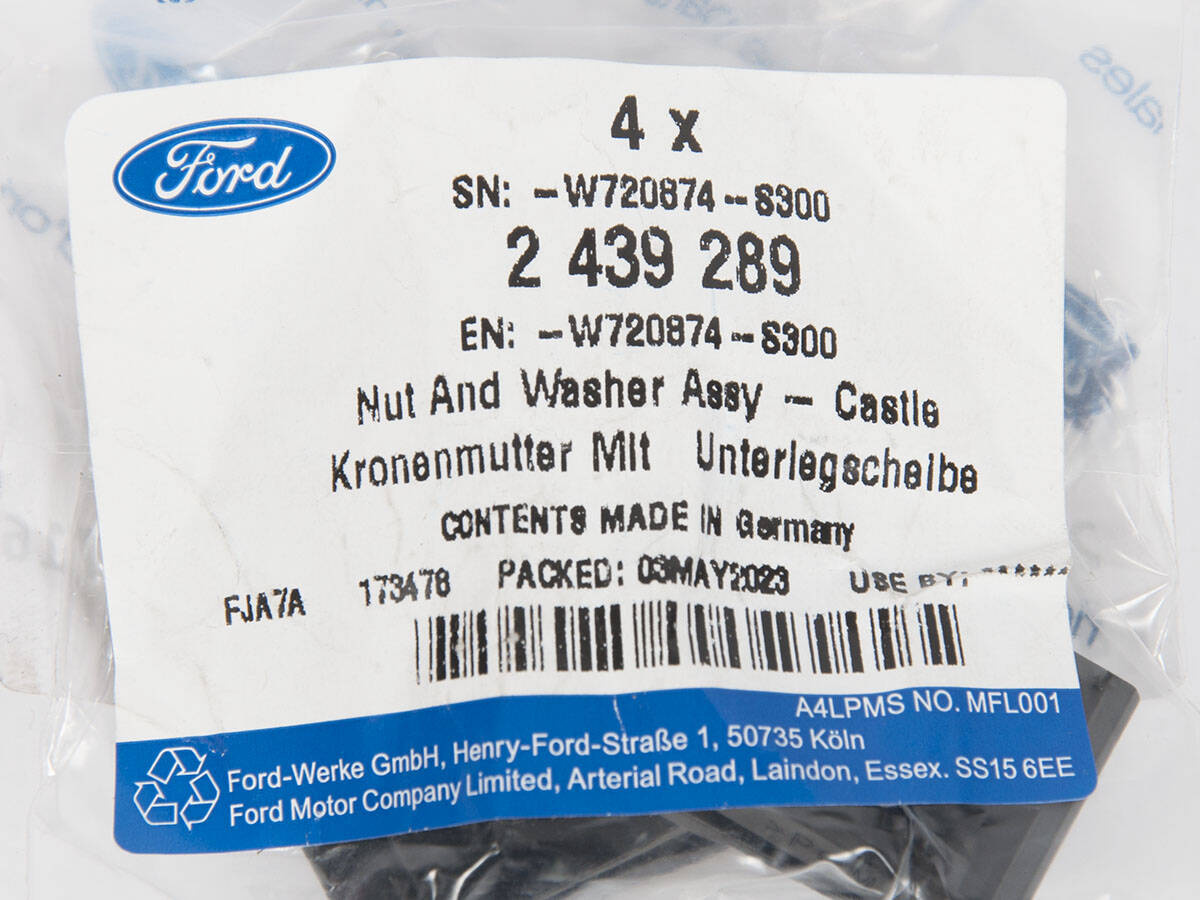 Ford
4 x
SN: -W720874-S300
2 439 289
EN: -W720874-S300
Nut And Washer Assy - Castle
Kronenmutter Mit Unterlegscheibe
CONTENTS MADE IN Germany
FJA7A 173478 PACKED: 03MAY2023 USE BY: ******
A4LPMS NO. MFL001
Ford-Werke GmbH, Henry-Ford-Straße 1, 50735 Köln
Ford Motor Company Limited, Arterial Road, Laindon, Essex. SS15 6EE